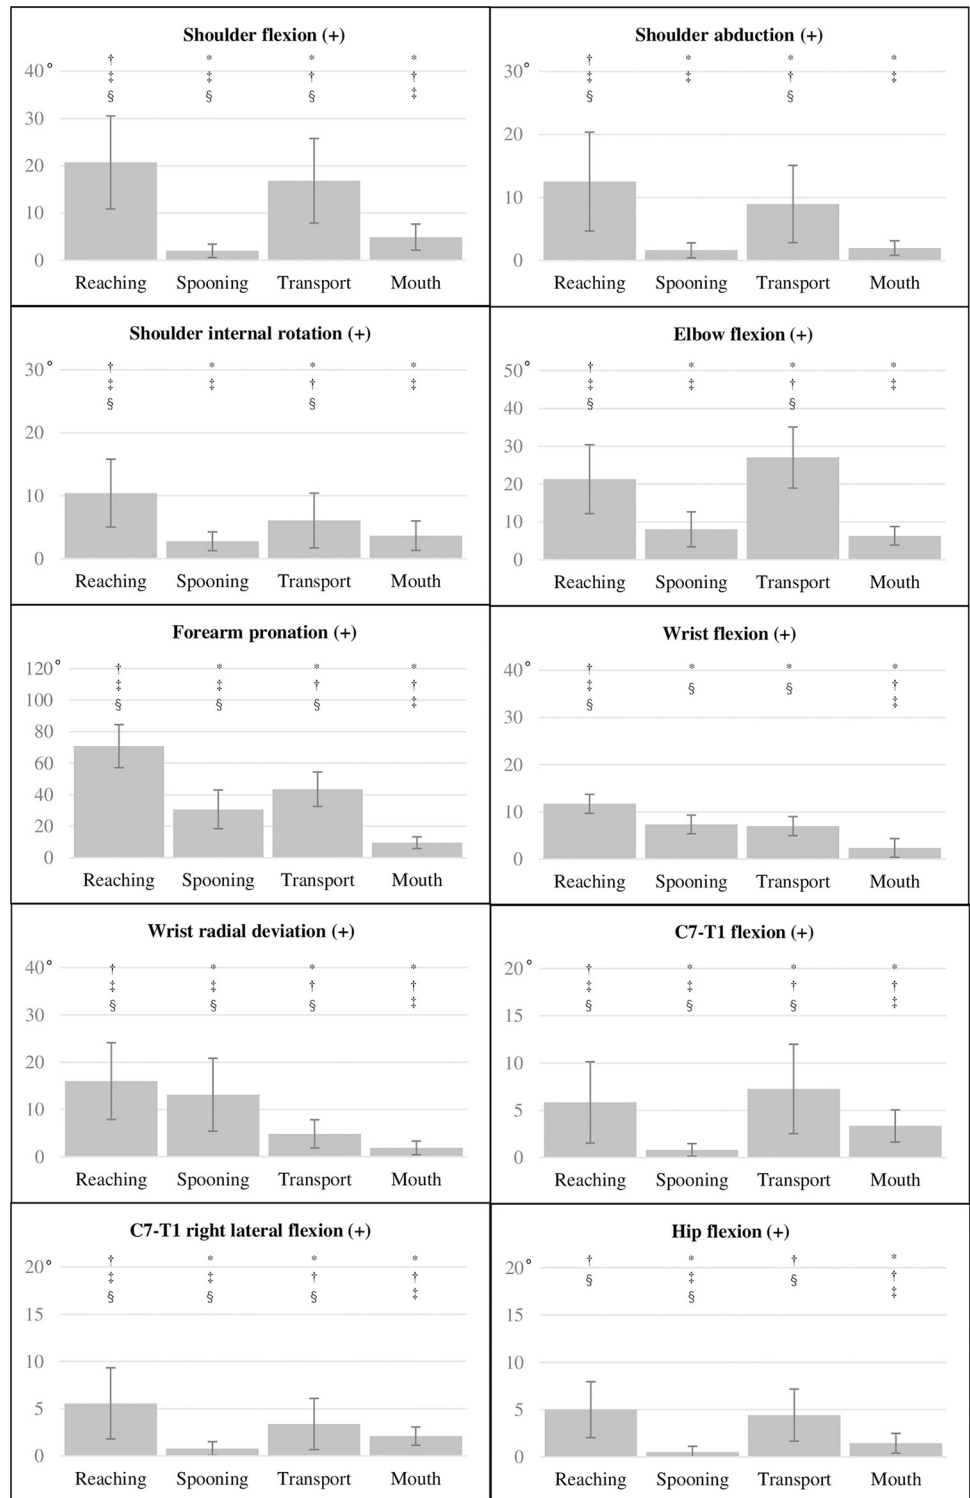 Shoulder flexion (+)
† * * *
40° ‡ ‡ † †
§ § § ‡
30
20
10
0
Reaching Spooning Transport Mouth
Shoulder abduction (+)
† * * *
30° ‡ ‡ † ‡
§ §
20
10
0
Reaching Spooning Transport Mouth
Shoulder internal rotation (+)
30° † * * *
‡ ‡ † ‡
§ §
20
10
0
Reaching Spooning Transport Mouth
Elbow flexion (+)
50° † * * *
‡ ‡ † ‡
40 § §
30
20
10
0
Reaching Spooning Transport Mouth
Forearm pronation (+)
120° † * * *
‡ ‡ † †
100 § § § ‡
80
60
40
20
0
Reaching Spooning Transport Mouth
Wrist flexion (+)
40° † * * *
‡ § § †
§ ‡
30
20
10
0
Reaching Spooning Transport Mouth
Wrist radial deviation (+)
40° † * * *
‡ ‡ † †
§ § § ‡
30
20
10
0
Reaching Spooning Transport Mouth
C7-T1 flexion (+)
20° † * * *
‡ ‡ † †
§ § § ‡
15
10
5
0
Reaching Spooning Transport Mouth
C7-T1 right lateral flexion (+)
† * * *
20° ‡ ‡ † †
§ § § ‡
15
10
5
0
Reaching Spooning Transport Mouth
Hip flexion (+)
† * † *
20° § ‡ § †
§ ‡
15
10
5
0
Reaching Spooning Transport Mouth